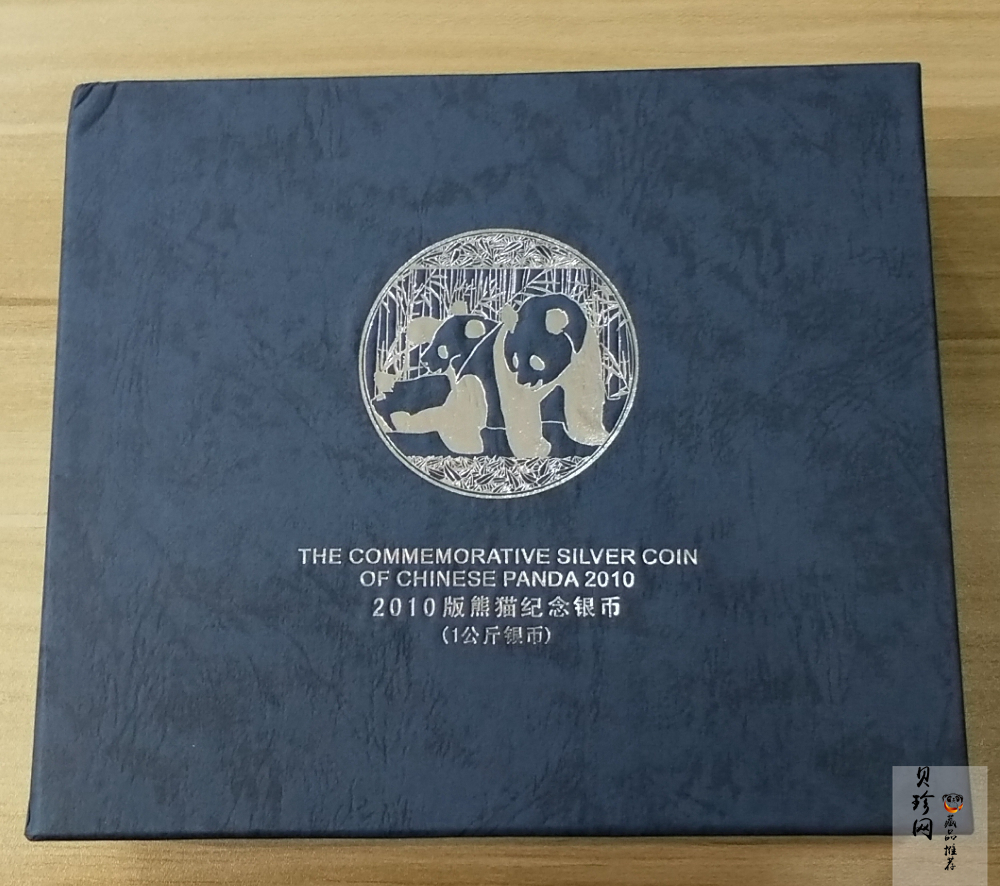 THE COMMEMORATIVE SILVER COIN
OF CHINESE PANDA 2010
2010版熊猫纪念银币
(1公斤银币)
贝珍网
藏品推荐